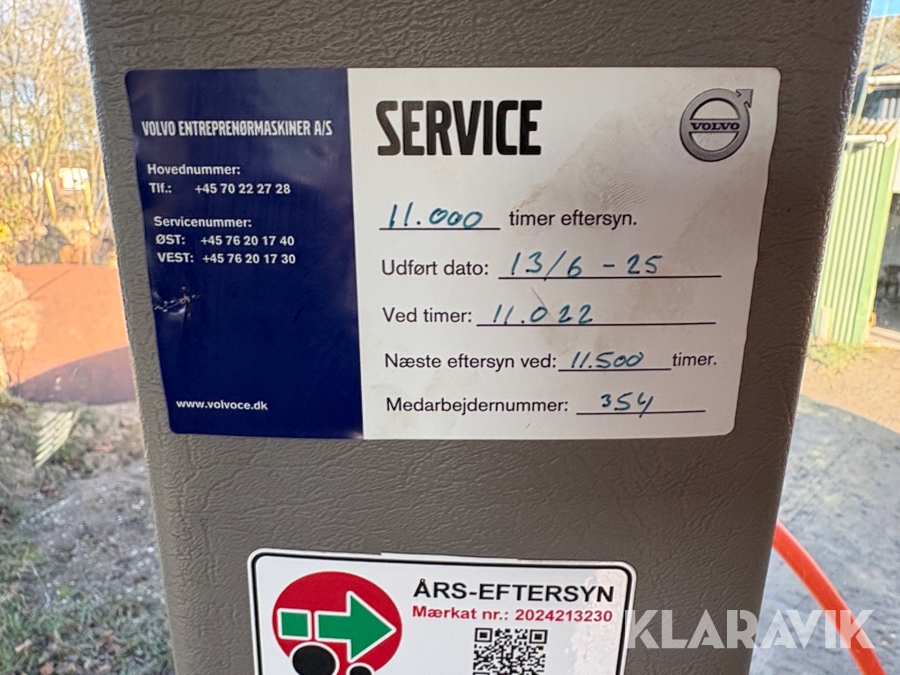 VOLVO ENTREPRENØRMASKINER A/S
Hovednummer:
Tlf.: +45 70 22 27 28
Servicenummer:
ØST: +45 76 20 17 40
VEST: +45 76 20 17 30
www.volvoce.dk
SERVICE
VOLVO
11.000 timer eftersyn.
Udført dato: 13/6 - 25
Ved timer: 11.022
Næste eftersyn ved: 11.500 timer.
Medarbejdernummer: 354
ÅRS-EFTERSYN
Mærkat nr.: 2024213230
KLARAVIK